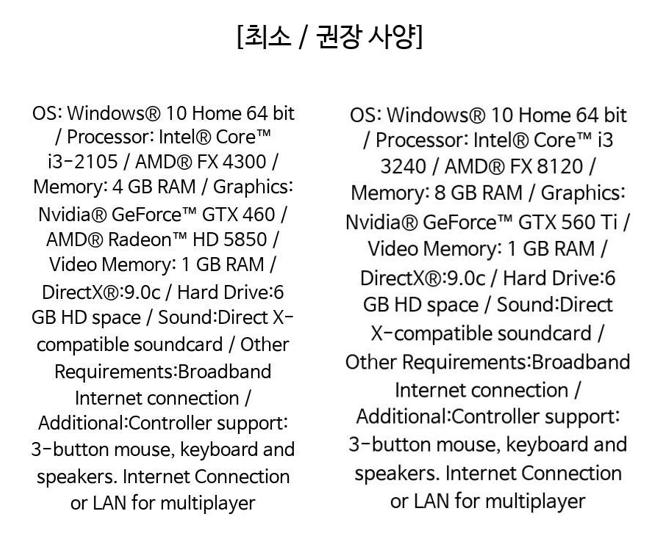 [최소 / 권장 사양]
OS: Windows® 10 Home 64 bit
/ Processor: Intel® Core™
i3-2105 / AMD® FX 4300 /
Memory: 4 GB RAM / Graphics:
Nvidia® GeForce™ GTX 460 /
AMD® Radeon™ HD 5850 /
Video Memory: 1 GB RAM /
DirectX®:9.0c / Hard Drive:6
GB HD space / Sound:Direct X-
compatible soundcard / Other
Requirements:Broadband
Internet connection /
Additional:Controller support:
3-button mouse, keyboard and
speakers. Internet Connection
or LAN for multiplayer
OS: Windows® 10 Home 64 bit
/ Processor: Intel® Core™ i3
3240 / AMD® FX 8120 /
Memory: 8 GB RAM / Graphics:
Nvidia® GeForce™ GTX 560 Ti /
Video Memory: 1 GB RAM /
DirectX®:9.0c / Hard Drive:6
GB HD space / Sound:Direct
X-compatible soundcard /
Other Requirements:Broadband
Internet connection /
Additional:Controller support:
3-button mouse, keyboard and
speakers. Internet Connection
or LAN for multiplayer